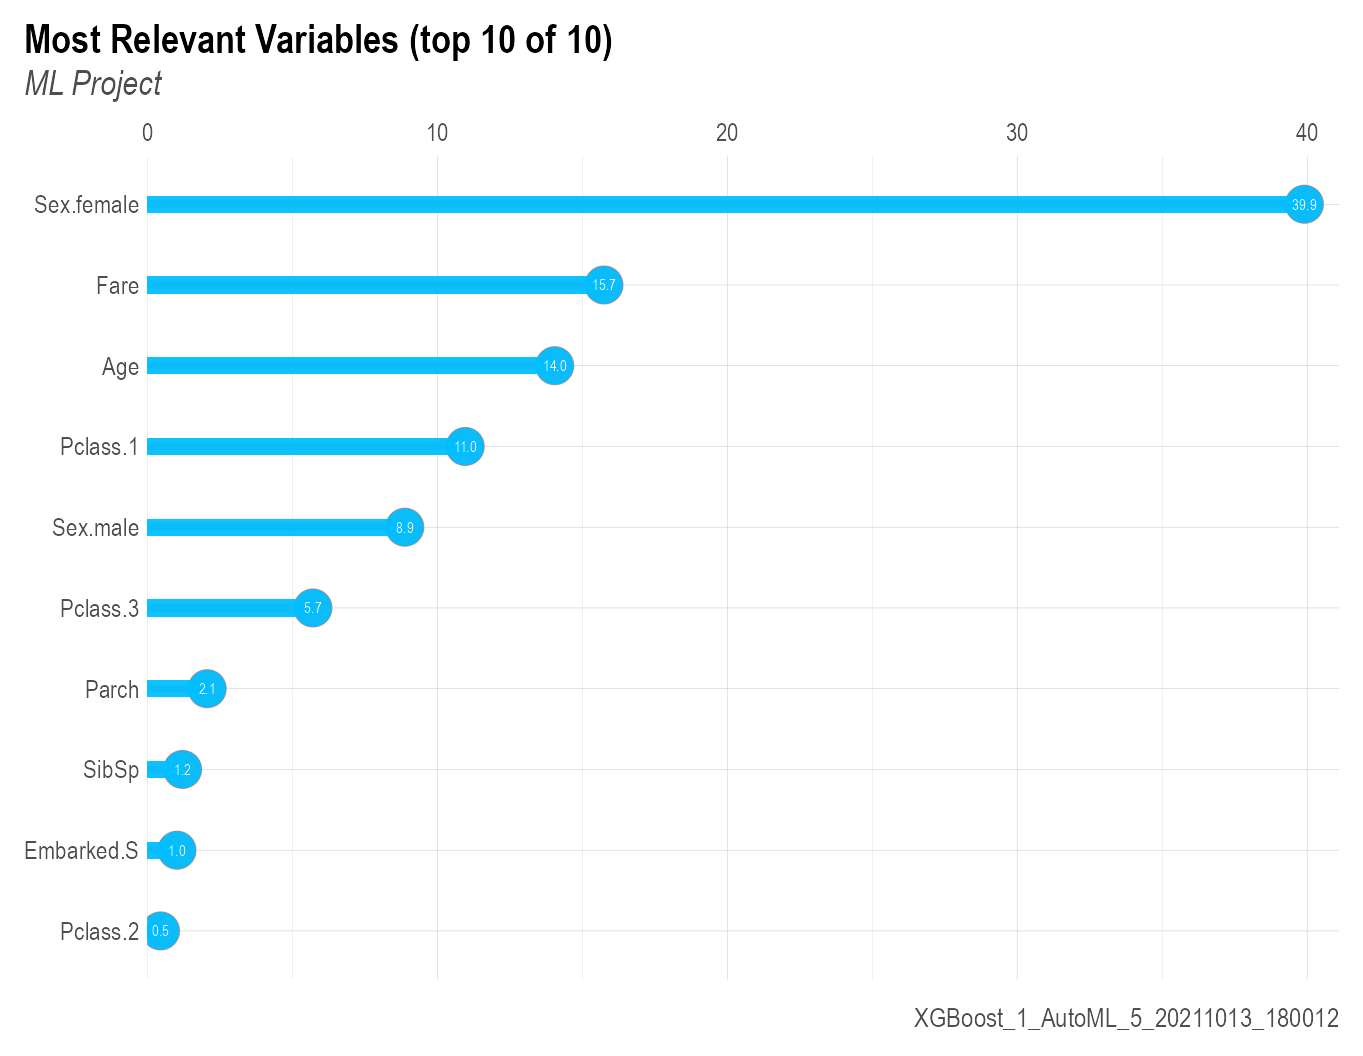 Most Relevant Variables (top 10 of 10)
ML Project
0 10 20 30 40
Sex.female 39.9
Fare 15.7
Age 14.0
Pclass.1 11.0
Sex.male 8.9
Pclass.3 5.7
Parch 2.1
SibSp 1.2
Embarked.S 1.0
Pclass.2 0.5
XGBoost_1_AutoML_5_20211013_180012